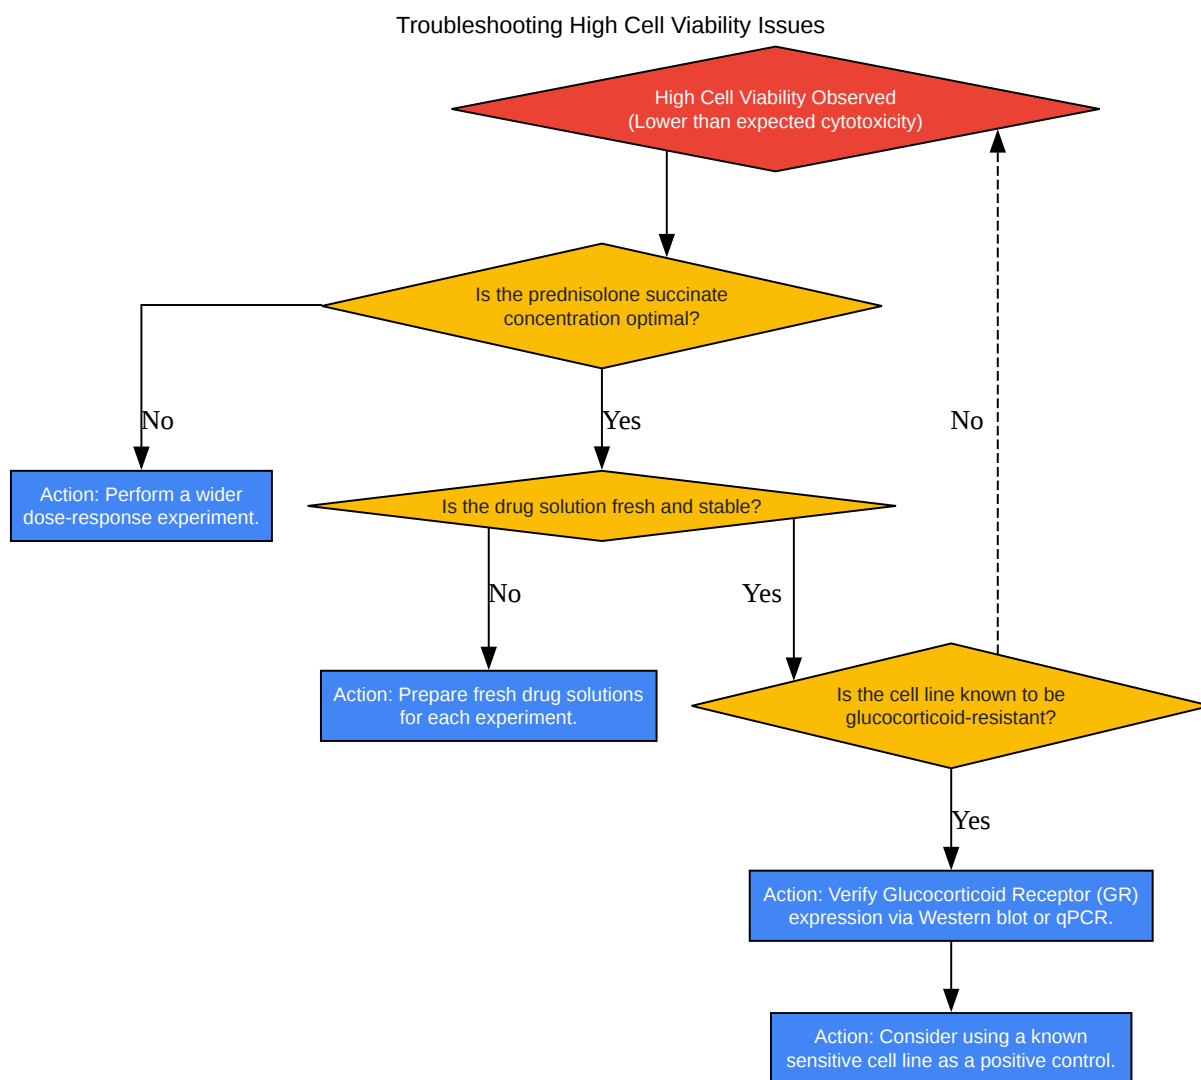 Troubleshooting High Cell Viability Issues
High Cell Viability Observed
(Lower than expected cytotoxicity)
Is the prednisolone succinate
concentration optimal?
No
Yes
No
Action: Perform a wider
dose-response experiment.
Is the drug solution fresh and stable?
No
Yes
Action: Prepare fresh drug solutions
for each experiment.
Is the cell line known to be
glucocorticoid-resistant?
Yes
Action: Verify Glucocorticoid Receptor (GR)
expression via Western blot or qPCR.
Action: Consider using a known
sensitive cell line as a positive control.